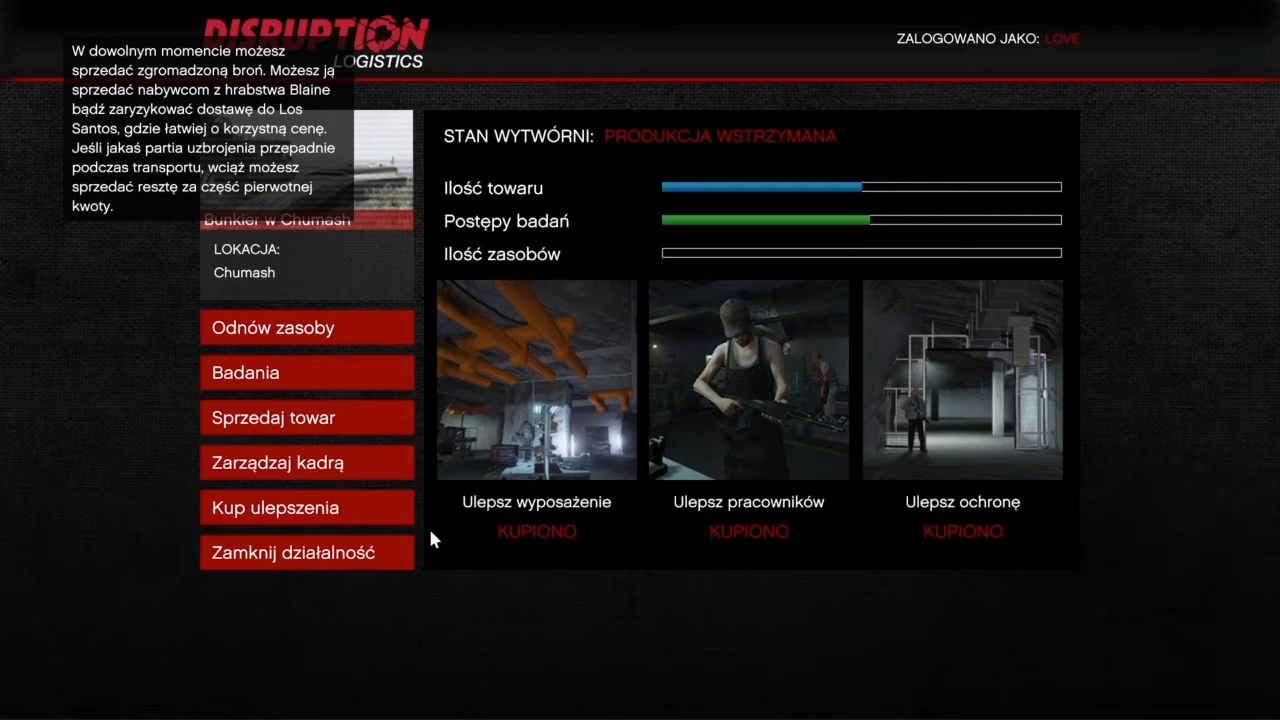 DISRUPTION
LOGISTICS
ZALOGOWANO JAKO: LOVE
W dowolnym momencie możesz
sprzedać zgromadzoną broń. Możesz ją
sprzedać nabywcom z hrabstwa Blaine
bądź zaryzykować dostawę do Los
Santos, gdzie łatwiej o korzystną cenę.
Jeśli jakaś partia uzbrojenia przepadnie
podczas transportu, wciąż możesz
sprzedać resztę za część pierwotnej
kwoty.
Bunkier w Chumash
LOKACJA:
Chumash
Odnów zasoby
Badania
Sprzedaj towar
Zarządzaj kadrą
Kup ulepszenia
Zamknij działalność
STAN WYTWÓRNI: PRODUKCJA WSTRZYMANA
Ilość towaru
Postępy badań
Ilość zasobów
Ulepsz wyposażenie
KUPIONO
Ulepsz pracowników
KUPIONO
Ulepsz ochronę
KUPIONO